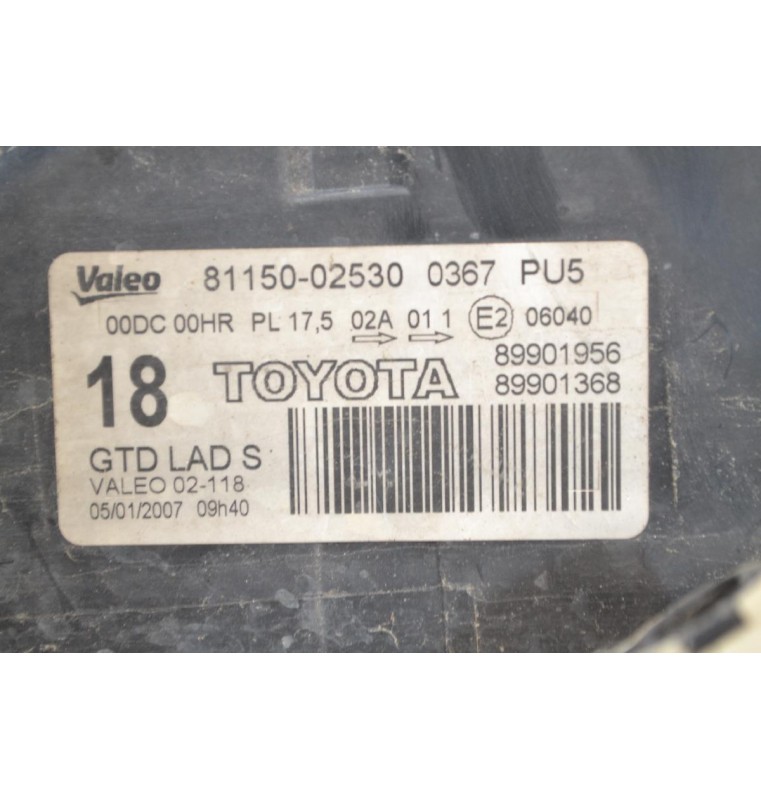 Valeo 81150-02530 0367 PU5
00DC 00HR PL 17,5 02A 01 1 E2 06040
18 TOYOTA 89901956
89901368
GTD LAD S
VALEO 02-118
05/01/2007 09h40